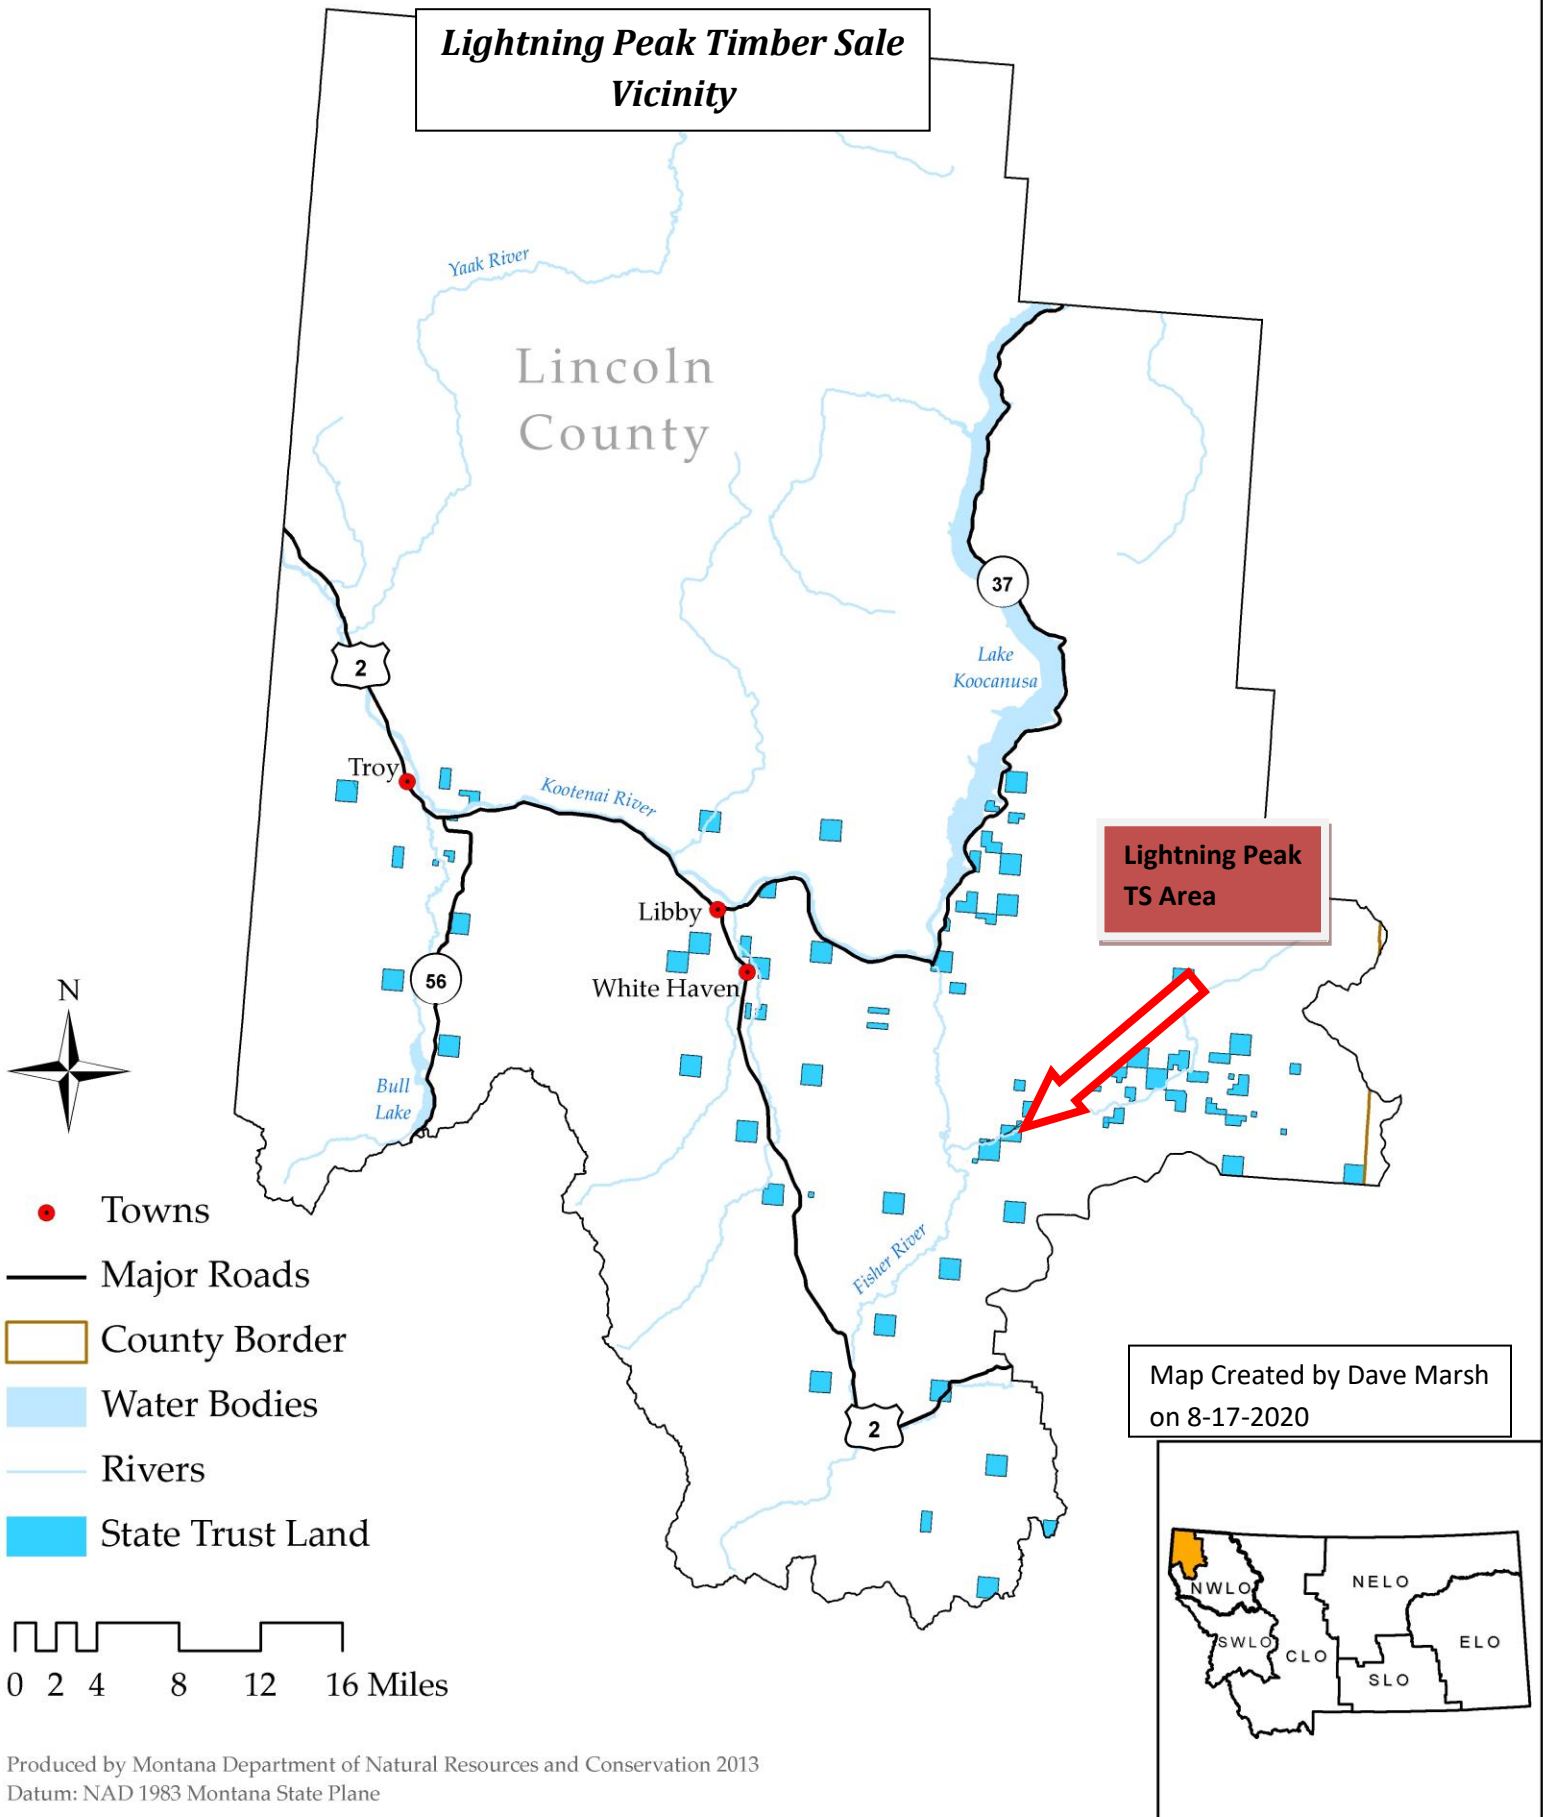 Lightning Peak Timber Sale
Vicinity
Yaak River
Lincoln
County
37
Lake
Koocanusa
2
Troy
Kootenai River
Lightning Peak
TS Area
Libby
White Haven
56
N
Bull
Lake
Fisher River
2
Towns
Major Roads
County Border
Water Bodies
Rivers
State Trust Land
0 2 4 8 12 16 Miles
Map Created by Dave Marsh
on 8-17-2020
NWLO
NELO
SWLO
CLO
ELO
SLO
Produced by Montana Department of Natural Resources and Conservation 2013
Datum: NAD 1983 Montana State Plane